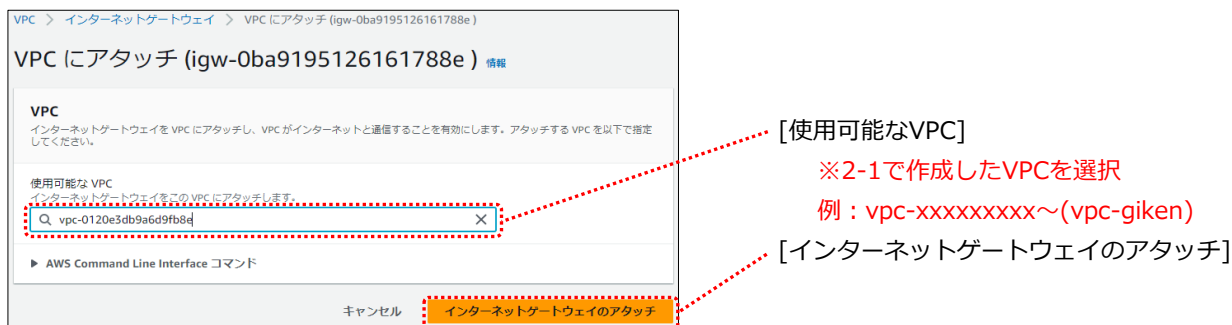 VPC > インターネットゲートウェイ > VPC にアタッチ (igw-0ba9195126161788e )
VPC にアタッチ (igw-0ba9195126161788e ) 情報
VPC
インターネットゲートウェイを VPC にアタッチし、VPC がインターネットと通信することを有効にします。アタッチする VPC を以下で指定
してください。
使用可能な VPC
インターネットゲートウェイをこの VPC にアタッチします。
vpc-0120e3db9a6d9fb8e
▶ AWS Command Line Interface コマンド
キャンセル
インターネットゲートウェイのアタッチ
[使用可能なVPC]
※2-1で作成したVPCを選択
例：vpc-xxxxxxxxx～(vpc-giken)
[インターネットゲートウェイのアタッチ]